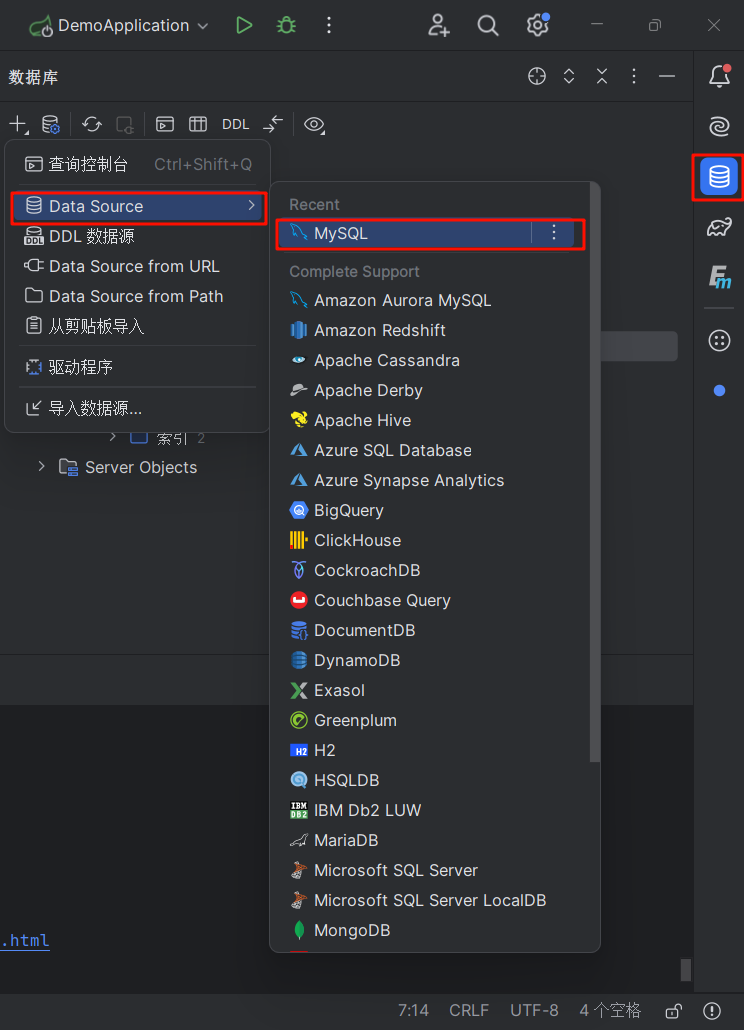 DemoApplication
数据库
DDL
查询控制台 Ctrl+Shift+Q
Data Source
DDL DDL 数据源
Data Source from URL
Data Source from Path
从剪贴板导入
驱动程序
导入数据源...
索引 2
Server Objects
Recent
MySQL
Complete Support
Amazon Aurora MySQL
Amazon Redshift
Apache Cassandra
Apache Derby
Apache Hive
Azure SQL Database
Azure Synapse Analytics
BigQuery
ClickHouse
CockroachDB
Couchbase Query
DocumentDB
DynamoDB
Exasol
Greenplum
H2 H2
HSQLDB
IBM DB2 IBM Db2 LUW
MariaDB
Microsoft SQL Server
Microsoft SQL Server LocalDB
MongoDB
Fm
.html
7:14 CRLF UTF-8 4 个空格